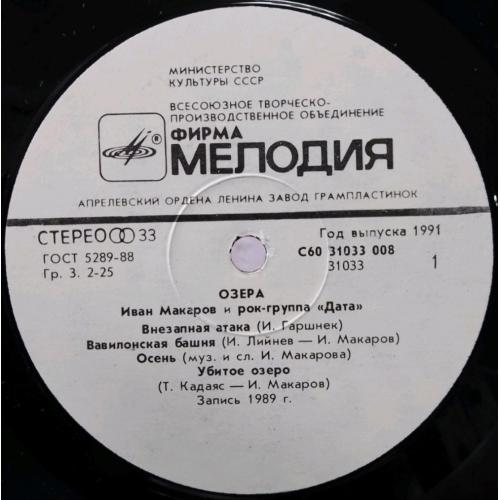 МИНИСТЕРСТВО
КУЛЬТУРЫ СССР
ВСЕСОЮЗНОЕ ТВОРЧЕСКО-
ПРОИЗВОДСТВЕННОЕ ОБЪЕДИНЕНИЕ
®
ФИРМА
МЕЛОДИЯ
АПРЕЛЕВСКИЙ ОРДЕНА ЛЕНИНА ЗАВОД ГРАМПЛАСТИНОК
СТЕРЕО 33
ГОСТ 5289-88
Гр. 3. 2-25
Год выпуска 1991
С60 31033 008
31033
1
ОЗЕРА
Иван Макаров и рок-группа «Дата»
Внезапная атака (И. Гаршнек)
Вавилонская башня (И. Лийнев — И. Макаров)
Осень (муз. и сл. И. Макарова)
Убитое озеро
(Т. Кадаяс — И. Макаров)
Запись 1989 г.